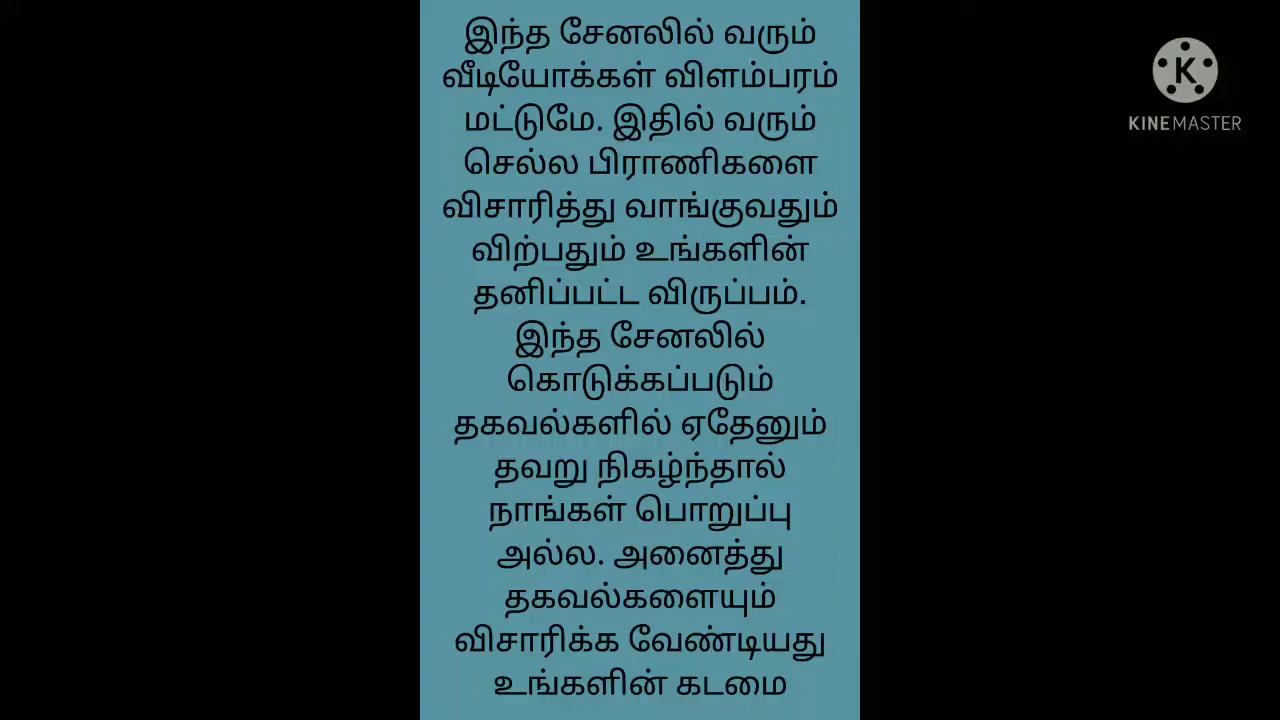 இந்த சேனலில் வரும்
வீடியோக்கள் விளம்பரம்
மட்டுமே. இதில் வரும்
செல்ல பிராணிகளை
விசாரித்து வாங்குவதும்
விற்பதும் உங்களின்
தனிப்பட்ட விருப்பம்.
இந்த சேனலில்
கொடுக்கப்படும்
தகவல்களில் ஏதேனும்
தவறு நிகழ்ந்தால்
நாங்கள் பொறுப்பு
அல்ல. அனைத்து
தகவல்களையும்
விசாரிக்க வேண்டியது
உங்களின் கடமை
K
KINEMASTER